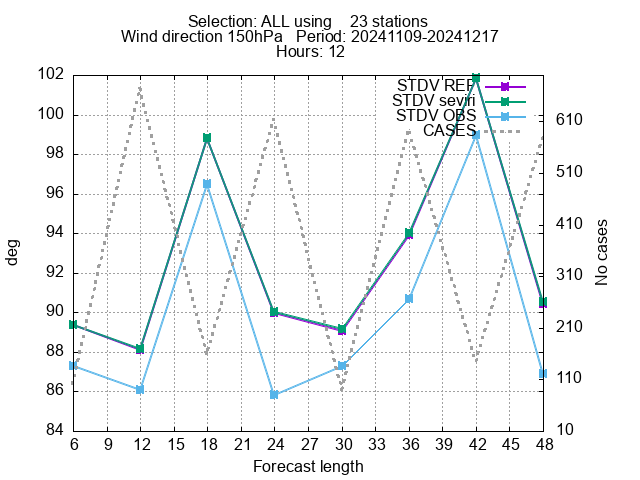 Selection: ALL using 23 stations
Wind direction 150hPa Period: 20241109-20241217
Hours: 12
102
100
98
96
94
92
90
88
86
84
deg
STDV REF
STDV seviri
STDV OBS
CASES
610
510
410
310
210
110
10
No cases
6 9 12 15 18 21 24 27 30 33 36 39 42 45 48
Forecast length